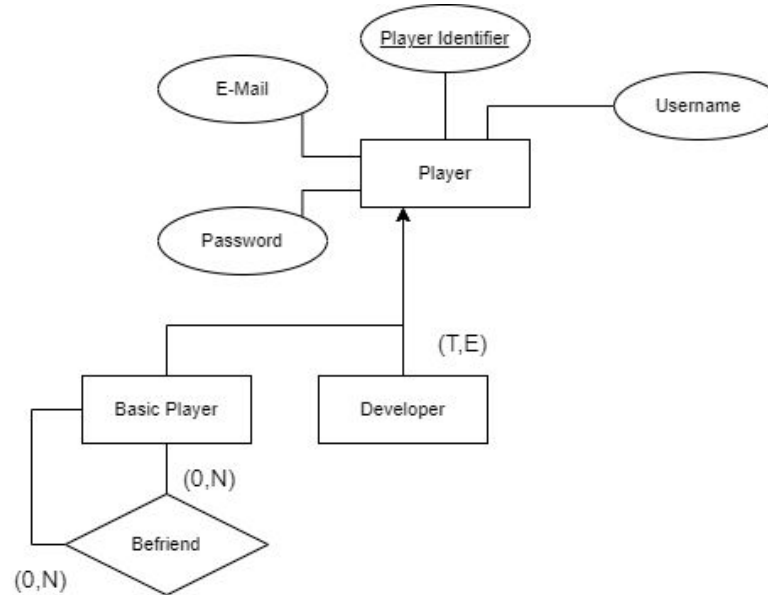 Player Identifier
E-Mail
Username
Player
Password
(T,E)
Basic Player
Developer
(0,N)
Befriend
(0,N)